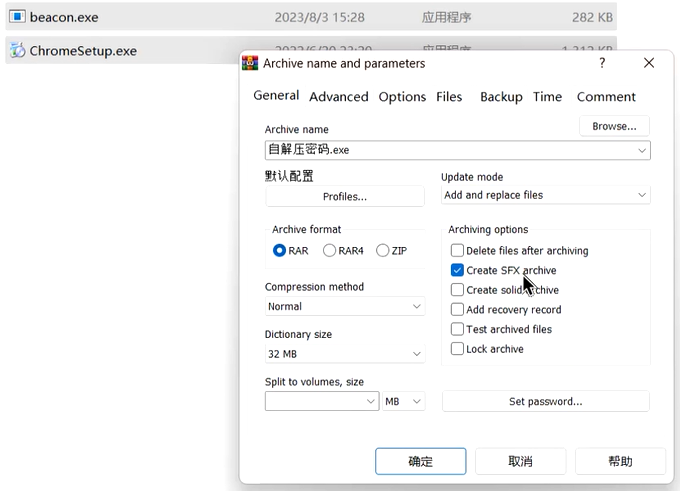 beacon.exe 2023/8/3 15:28 应用程序 282 KB
ChromeSetup.exe
Archive name and parameters ?
General Advanced Options Files Backup Time Comment
Archive name
Browse...
自解压密码.exe
默认配置
Update mode
Profiles...
Add and replace files
Archive format
RAR RAR4 ZIP
Archiving options
Delete files after archiving
Create SFX archive
Create solid archive
Add recovery record
Test archived files
Lock archive
Compression method
Normal
Dictionary size
32 MB
Split to volumes, size
MB
Set password...
确定 取消 帮助